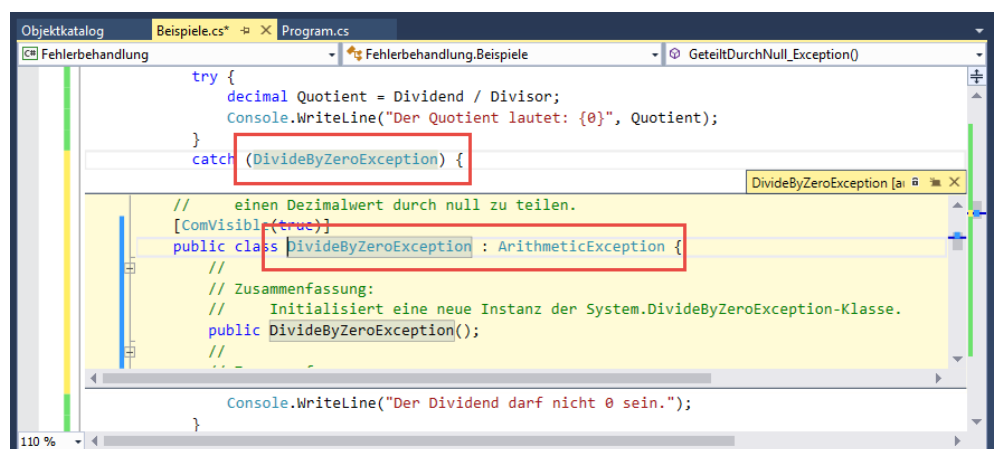 Objektkatalog Beispiele.cs* Program.cs
C# Fehlerbehandlung Fehlerbehandlung.Beispiele GeteiltDurchNull_Exception()
try {
decimal Quotient = Dividend / Divisor;
Console.WriteLine("Der Quotient lautet: {0}", Quotient);
}
catch (DivideByZeroException) {
DivideByZeroException [a
// einen Dezimalwert durch null zu teilen.
[ComVisible(true)]
public class DivideByZeroException : ArithmeticException {
//
// Zusammenfassung:
// Initialisiert eine neue Instanz der System.DivideByZeroException-Klasse.
public DivideByZeroException();
//
Console.WriteLine("Der Dividend darf nicht 0 sein.");
}
110 %